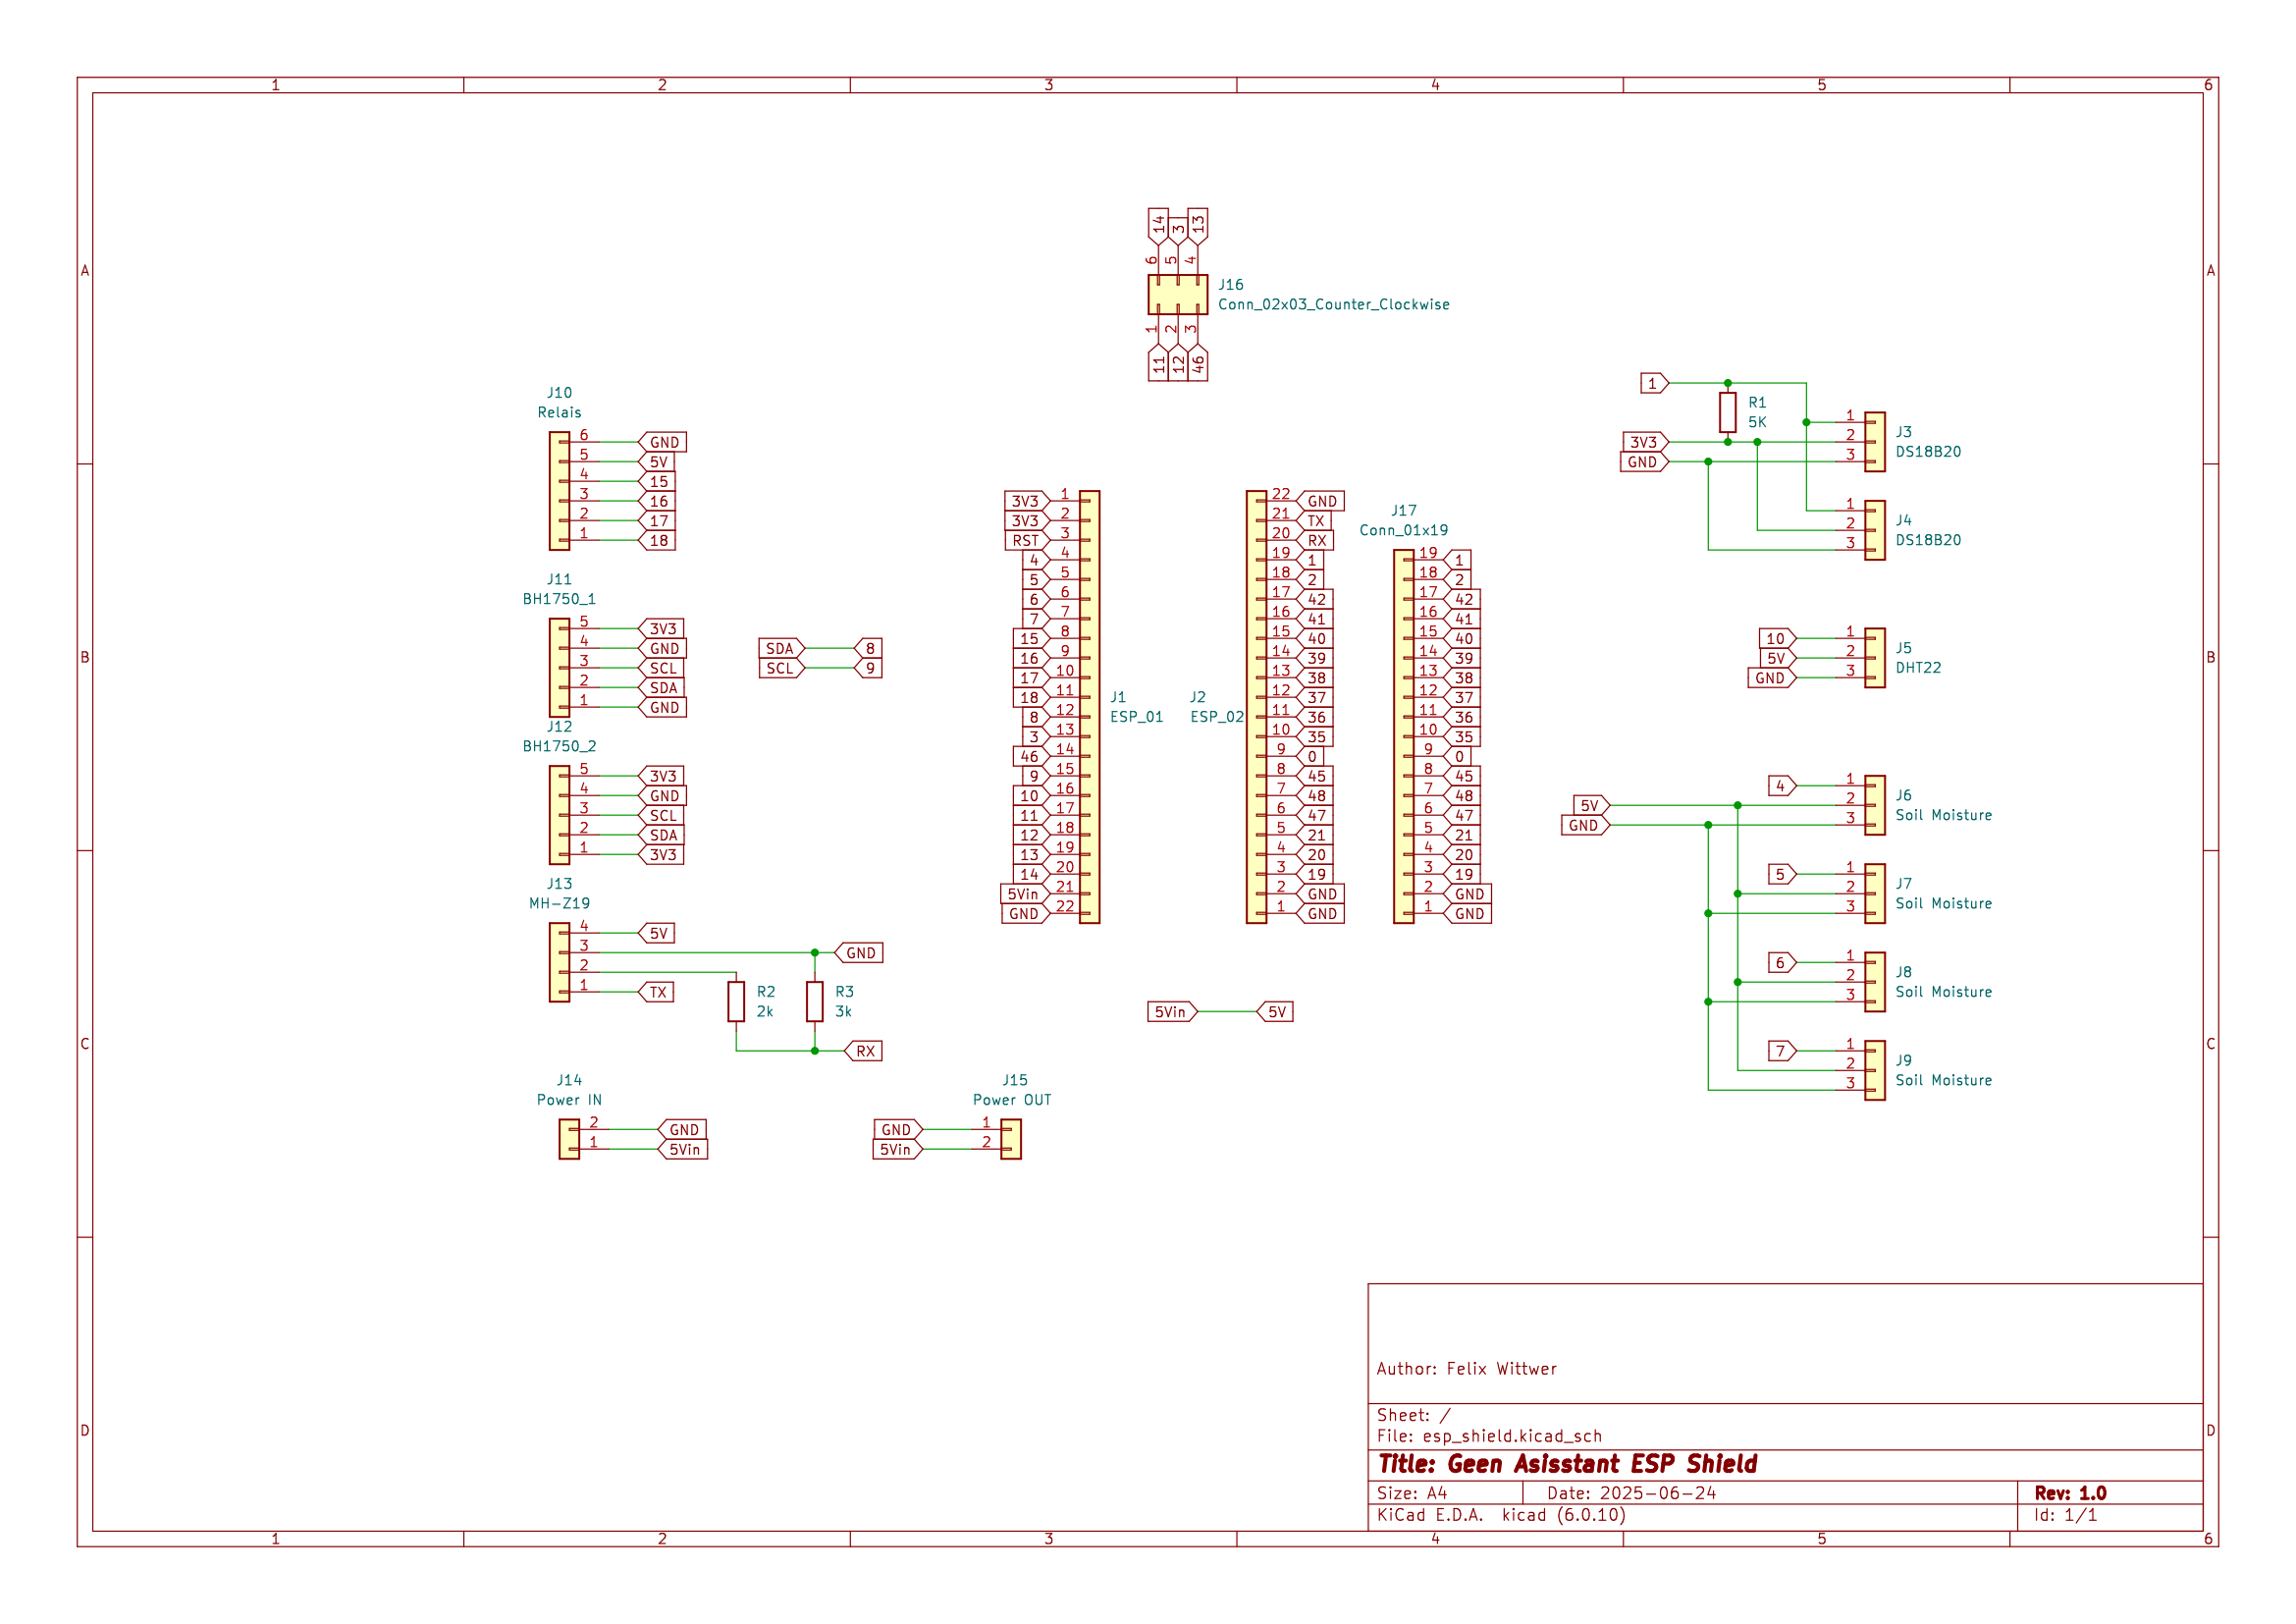 1 2 3 4 5 6
A A
B B
C C
D D
14 3 13
6 5 4
J16
Conn_02x03_Counter_Clockwise
1 2 3
11 12 46
J10
Relais
6 GND
5 5V
4 15
3 16
2 17
1 18
J11
BH1750_1
5 3V3
4 GND
3 SCL
2 SDA
1 GND
J12
BH1750_2
5 3V3
4 GND
3 SCL
2 SDA
1 3V3
J13
MH-Z19
4 5V
3 GND
2
1 TX
R2
2k
R3
3k
RX
J14
Power IN
2 GND
1 5Vin
J15
Power OUT
GND 1
5Vin 2
SDA 8
SCL 9
3V3 1
3V3 2
RST 3
4 4
5 5
6 6
7 7
15 8
16 9
17 10
18 11
8 12
3 13
46 14
9 15
10 16
11 17
12 18
13 19
14 20
5Vin 21
GND 22
J1
ESP_01
J2
ESP_02
22 GND
21 TX
20 RX
19 1
18 2
17 42
16 41
15 40
14 39
13 38
12 37
11 36
10 35
9 0
8 45
7 48
6 47
5 21
4 20
3 19
2 GND
1 GND
J17
Conn_01x19
19 1
18 2
17 42
16 41
15 40
14 39
13 38
12 37
11 36
10 35
9 0
8 45
7 48
6 47
5 21
4 20
3 19
2 GND
1 GND
5Vin 5V
1
R1
5K
3V3
GND
1
2
3
J3
DS18B20
1
2
3
J4
DS18B20
10 1
5V 2
GND 3
J5
DHT22
4 1
5V 2
GND 3
J6
Soil Moisture
5 1
2
3
J7
Soil Moisture
6 1
2
3
J8
Soil Moisture
7 1
2
3
J9
Soil Moisture
Author: Felix Wittwer
Sheet: /
File: esp_shield.kicad_sch
Title: Geen Asisstant ESP Shield
Size: A4 Date: 2025-06-24 Rev: 1.0
KiCad E.D.A. kicad (6.0.10) Id: 1/1
1 2 3 4 5 6